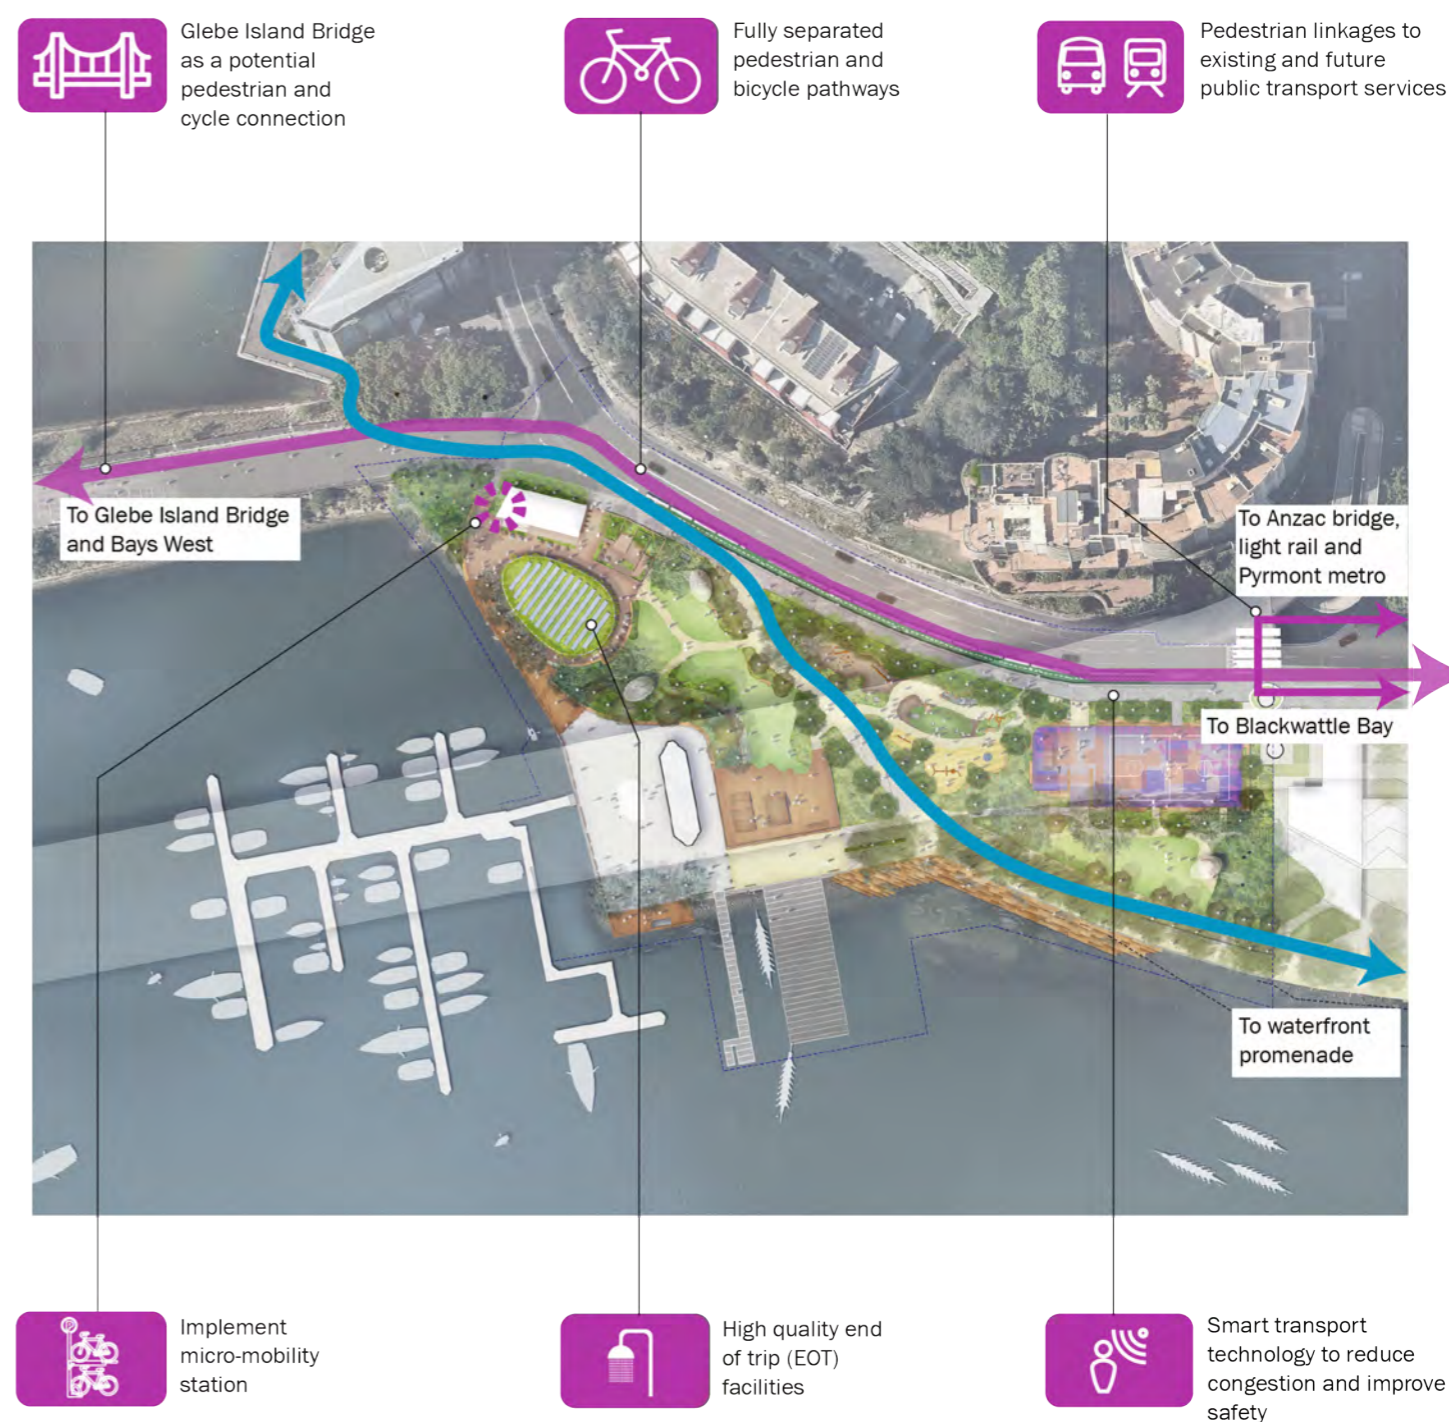 Glebe Island Bridge
as a potential
pedestrian and
cycle connection
Fully separated
pedestrian and
bicycle pathways
Pedestrian linkages to
existing and future
public transport services
To Glebe Island Bridge
and Bays West
To Anzac bridge,
light rail and
Pyrmont metro
To Blackwattle Bay
To waterfront
promenade
Implement
micro-mobility
station
High quality end
of trip (EOT)
facilities
Smart transport
technology to reduce
congestion and improve
safety